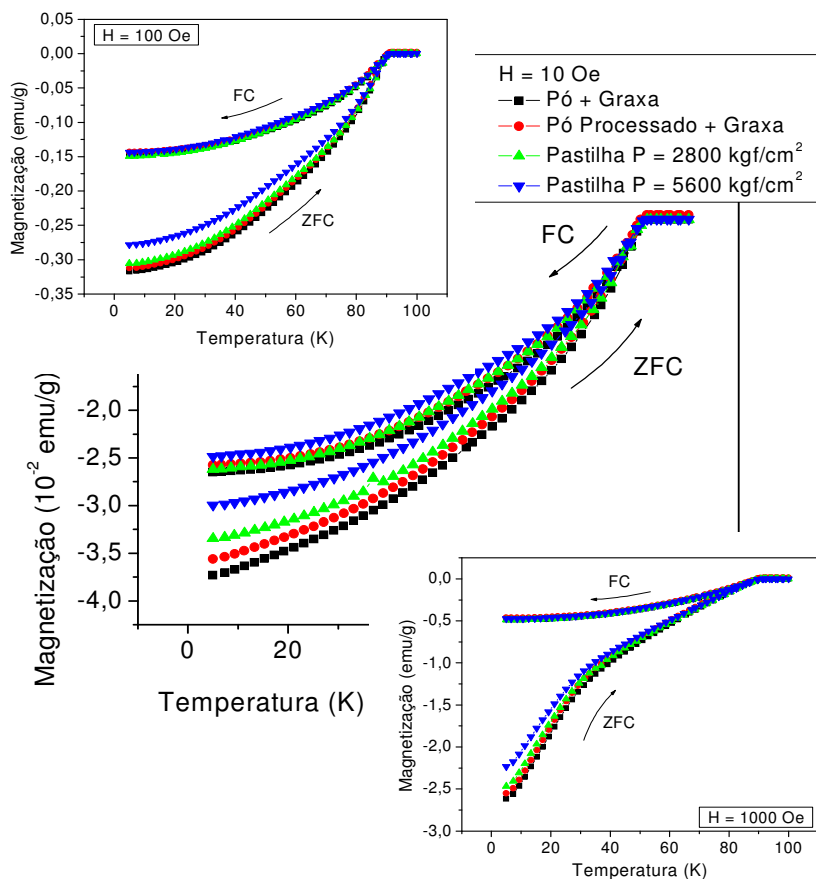 0,05
0,00
-0,05
-0,10
-0,15
-0,20
-0,25
-0,30
-0,35
Magnetização (emu/g)
H = 100 Oe
FC
ZFC
0 20 40 60 80 100
Temperatura (K)
H = 10 Oe
Pó + Graxa
Pó Processado + Graxa
Pastilha P = 2800 kgf/cm²
Pastilha P = 5600 kgf/cm²
FC
ZFC
-2,0
-2,5
-3,0
-3,5
-4,0
Magnetização (10⁻² emu/g)
0 20
Temperatura (K)
0,0
-0,5
-1,0
-1,5
-2,0
-2,5
-3,0
Magnetização (emu/g)
FC
ZFC
H = 1000 Oe
0 20 40 60 80 100
Temperatura (K)